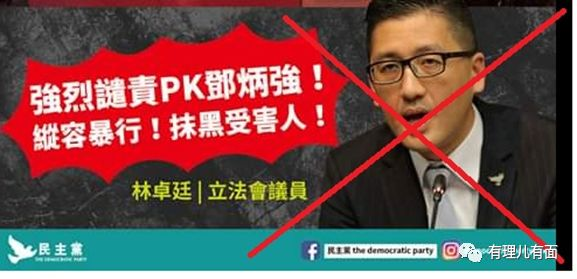 強烈譴責PK鄧炳強！
縱容暴行！抹黑受害人！
林卓廷 | 立法會議員
民主黨
THE DEMOCRATIC PARTY
民主黨 the democratic party
有理儿有面